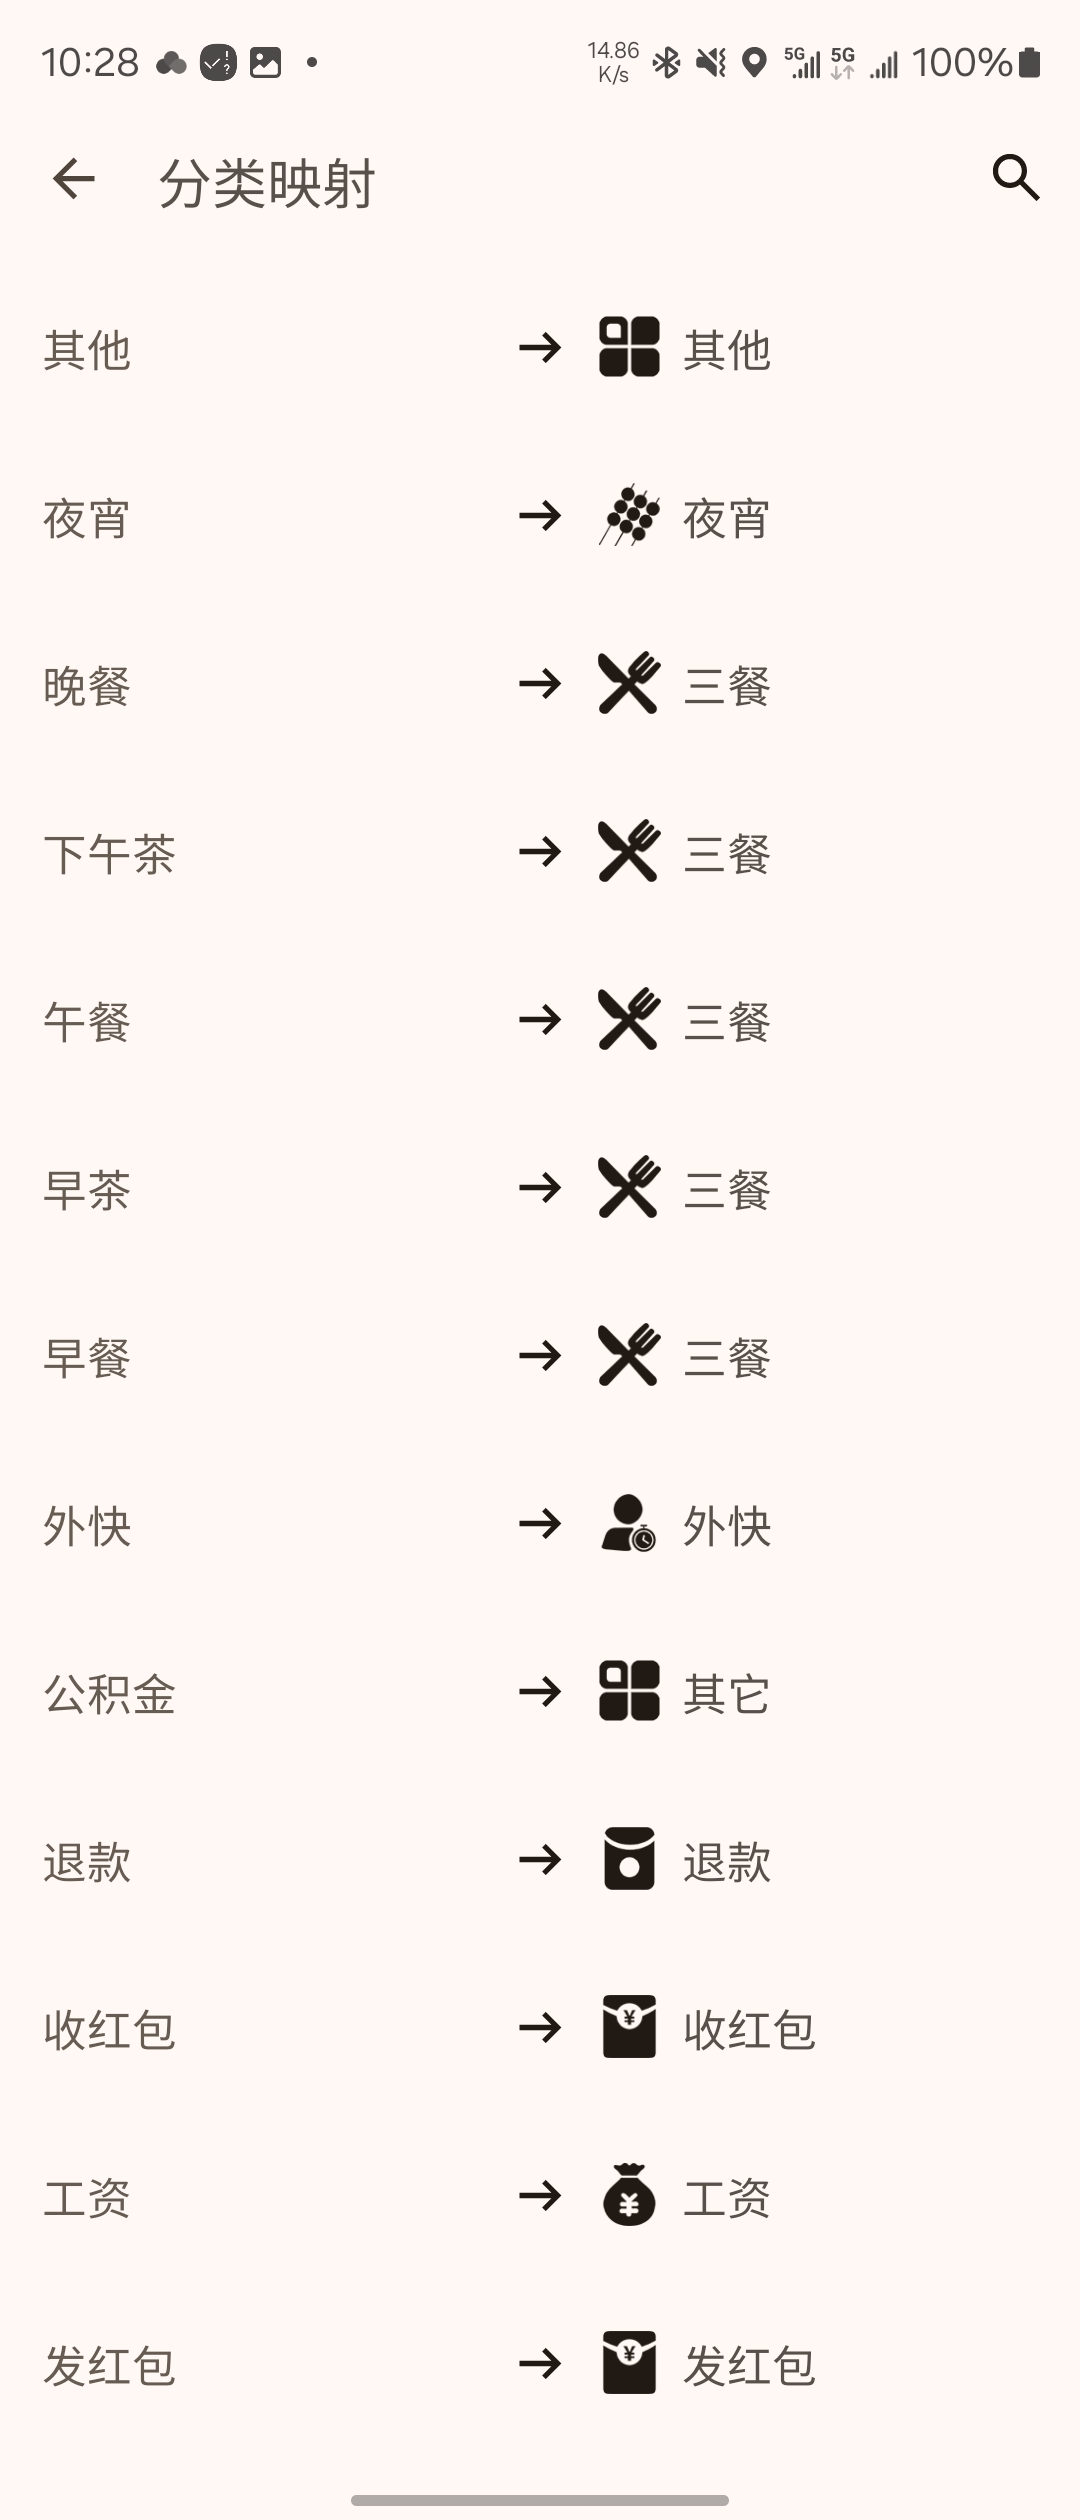 10:28 14.86 K/s 5G 5G 100%
分类映射
其他 → 其他
夜宵 → 夜宵
晚餐 → 三餐
下午茶 → 三餐
午餐 → 三餐
早茶 → 三餐
早餐 → 三餐
外快 → 外快
公积金 → 其它
退款 → 退款
收红包 → 收红包
工资 → 工资
发红包 → 发红包